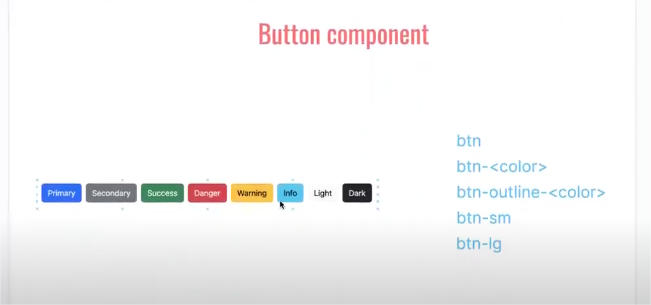 Button component
Primary Secondary Success Danger Warning Info Light Dark
btn
btn-<color>
btn-outline-<color>
btn-sm
btn-lg